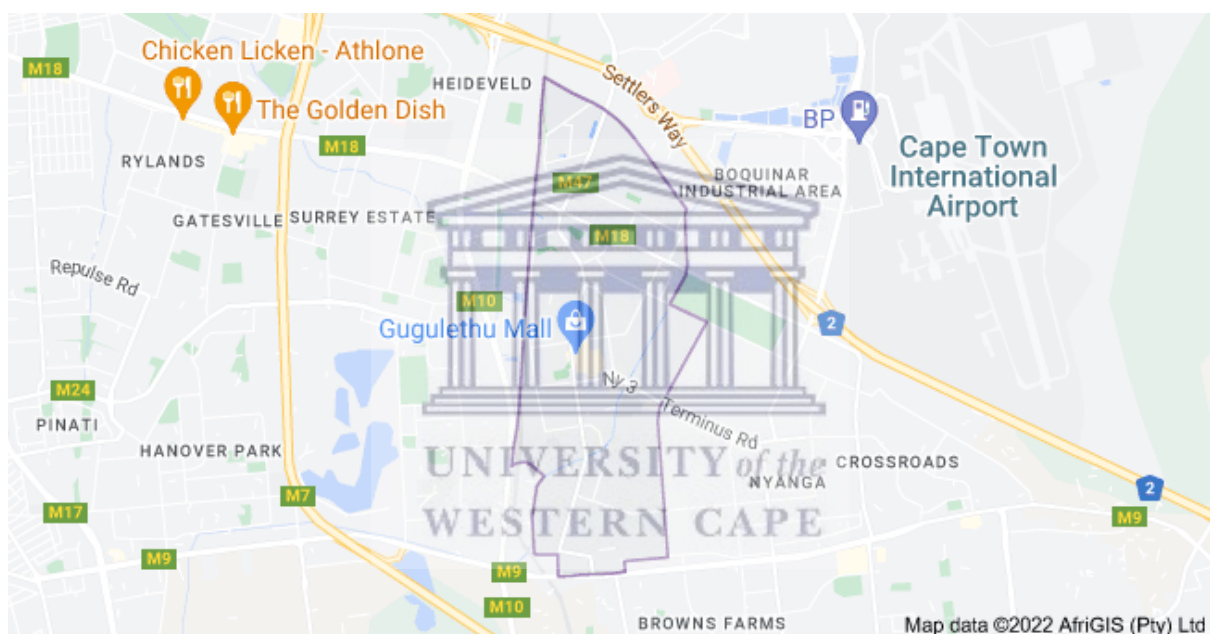 Chicken Licken - Athlone
M18
HEIDEVELD
Settlers Way
The Golden Dish
BP
M18
RYLANDS
Cape Town
International
Airport
M47
BOQUINAR
INDUSTRIAL AREA
GATESVILLE
SURREY ESTATE
M18
Repulse Rd
M10
Gugulethu Mall
2
NY 3
M24
Terminus Rd
PINATI
HANOVER PARK
UNIVERSITY of the
CROSSROADS
NYANGA
M7
2
M17
WESTERN CAPE
M9
M9
M9
M10
BROWNS FARMS
Map data ©2022 AfriGIS (Pty) Ltd